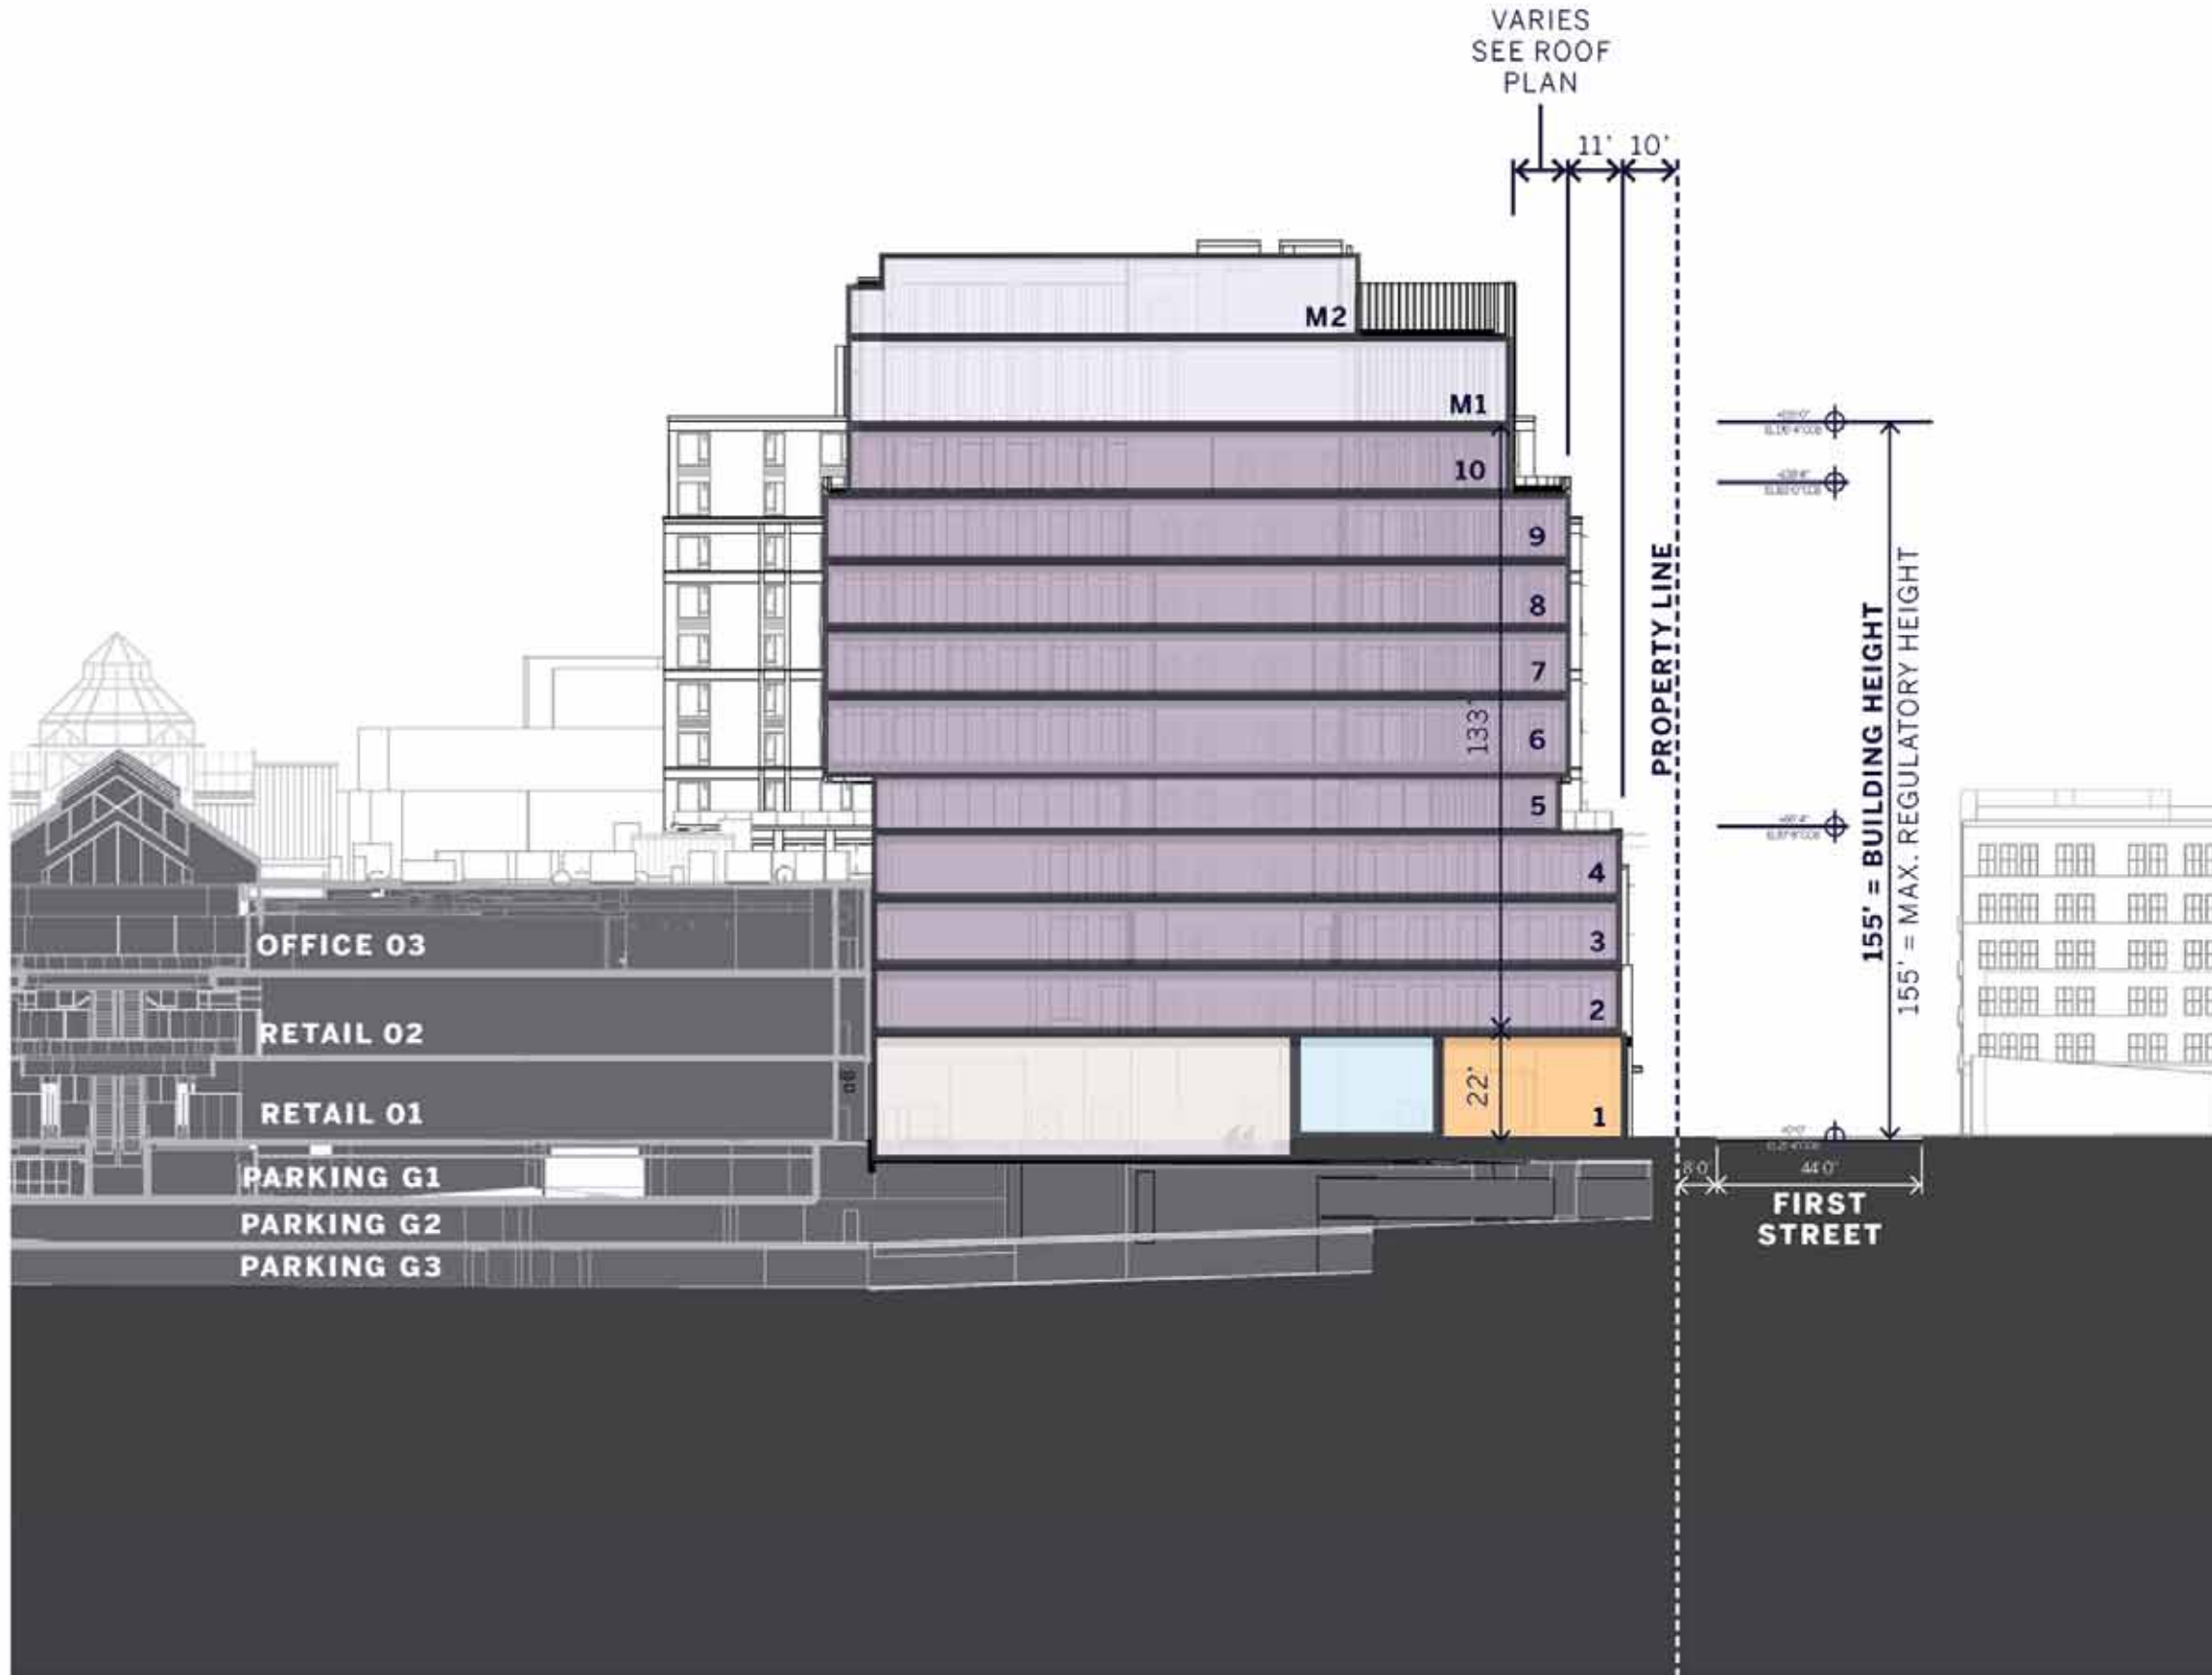 VARIES
SEE ROOF
PLAN
11' 10'
M2
M1
10
9
8
7
6
5
4
3
2
1
133'
22'
PROPERTY LINE
155' = BUILDING HEIGHT
155' = MAX. REGULATORY HEIGHT
OFFICE 03
RETAIL 02
RETAIL 01
PARKING G1
PARKING G2
PARKING G3
8'0" 44'0"
FIRST
STREET